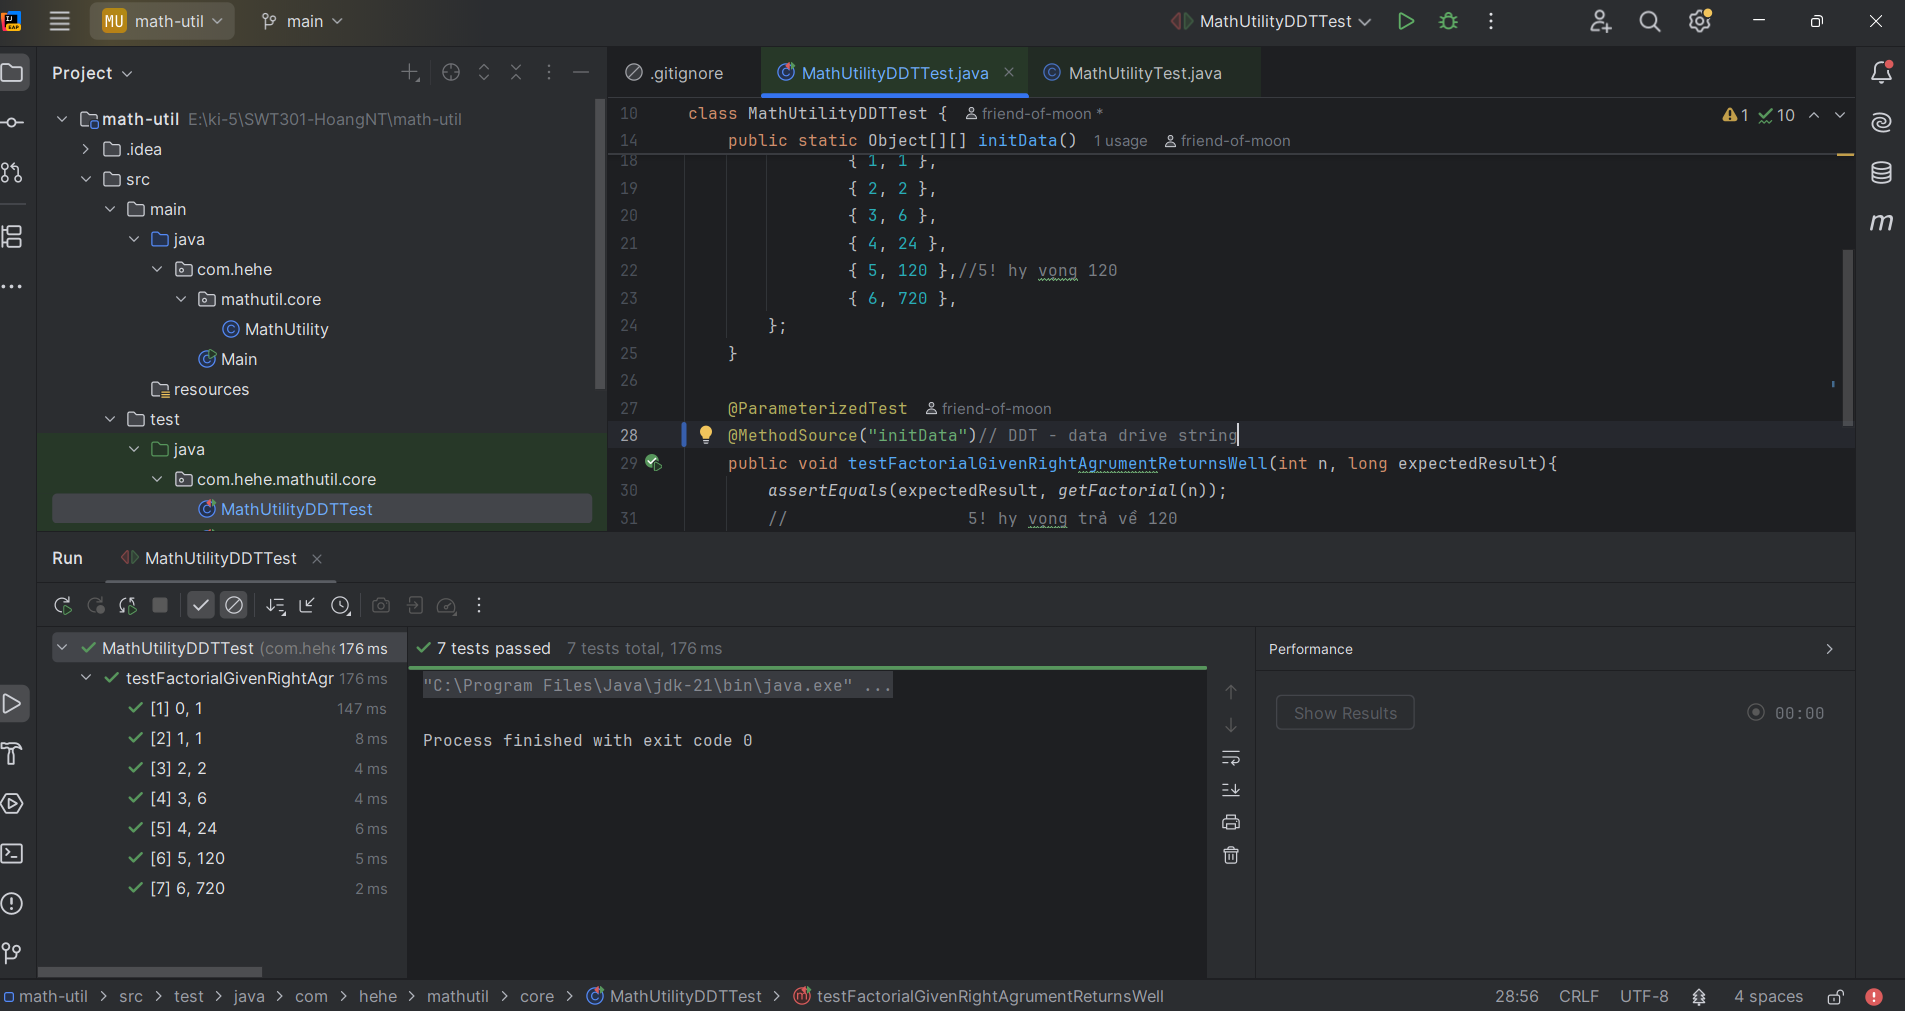 MU math-util main MathUtilityDDTTest
Project
math-util E:\ki-5\SWT301-HoangNT\math-util
.idea
src
main
java
com.hehe
mathutil.core
MathUtility
Main
resources
test
java
com.hehe.mathutil.core
MathUtilityDDTTest
.gitignore MathUtilityDDTTest.java MathUtilityTest.java
10 class MathUtilityDDTTest { friend-of-moon *
1 10
14 public static Object[][] initData() 1 usage friend-of-moon
18 { 1, 1 },
19 { 2, 2 },
20 { 3, 6 },
21 { 4, 24 },
22 { 5, 120 },//5! hy vọng 120
23 { 6, 720 },
24 };
25 }
26
27 @ParameterizedTest friend-of-moon
28 @MethodSource("initData")// DDT - data drive string
29 public void testFactorialGivenRightAgrumentReturnsWell(int n, long expectedResult){
30 assertEquals(expectedResult, getFactorial(n));
31 // 5! hy vọng trả về 120
Run MathUtilityDDTTest
MathUtilityDDTTest (com.hehe 176 ms
testFactorialGivenRightAgr 176 ms
[1] 0, 1 147 ms
[2] 1, 1 8 ms
[3] 2, 2 4 ms
[4] 3, 6 4 ms
[5] 4, 24 6 ms
[6] 5, 120 5 ms
[7] 6, 720 2 ms
7 tests passed 7 tests total, 176 ms
"C:\Program Files\Java\jdk-21\bin\java.exe" ...
Process finished with exit code 0
Performance
Show Results 00:00
math-util > src > test > java > com > hehe > mathutil > core > MathUtilityDDTTest > testFactorialGivenRightAgrumentReturnsWell
28:56 CRLF UTF-8 4 spaces